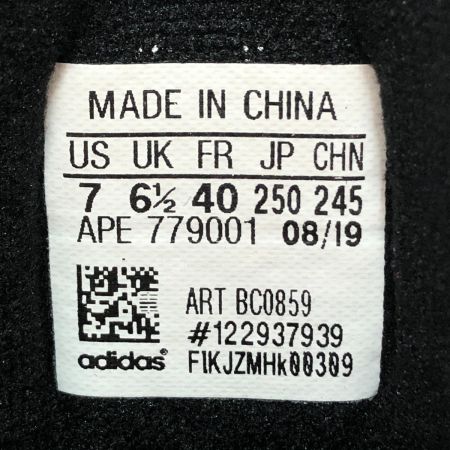 MADE IN CHINA
US UK FR JP CHN
7 6½ 40 250 245
APE 779001 08/19
ART BC0859
#122937939
adidas FIKJZMHk00309